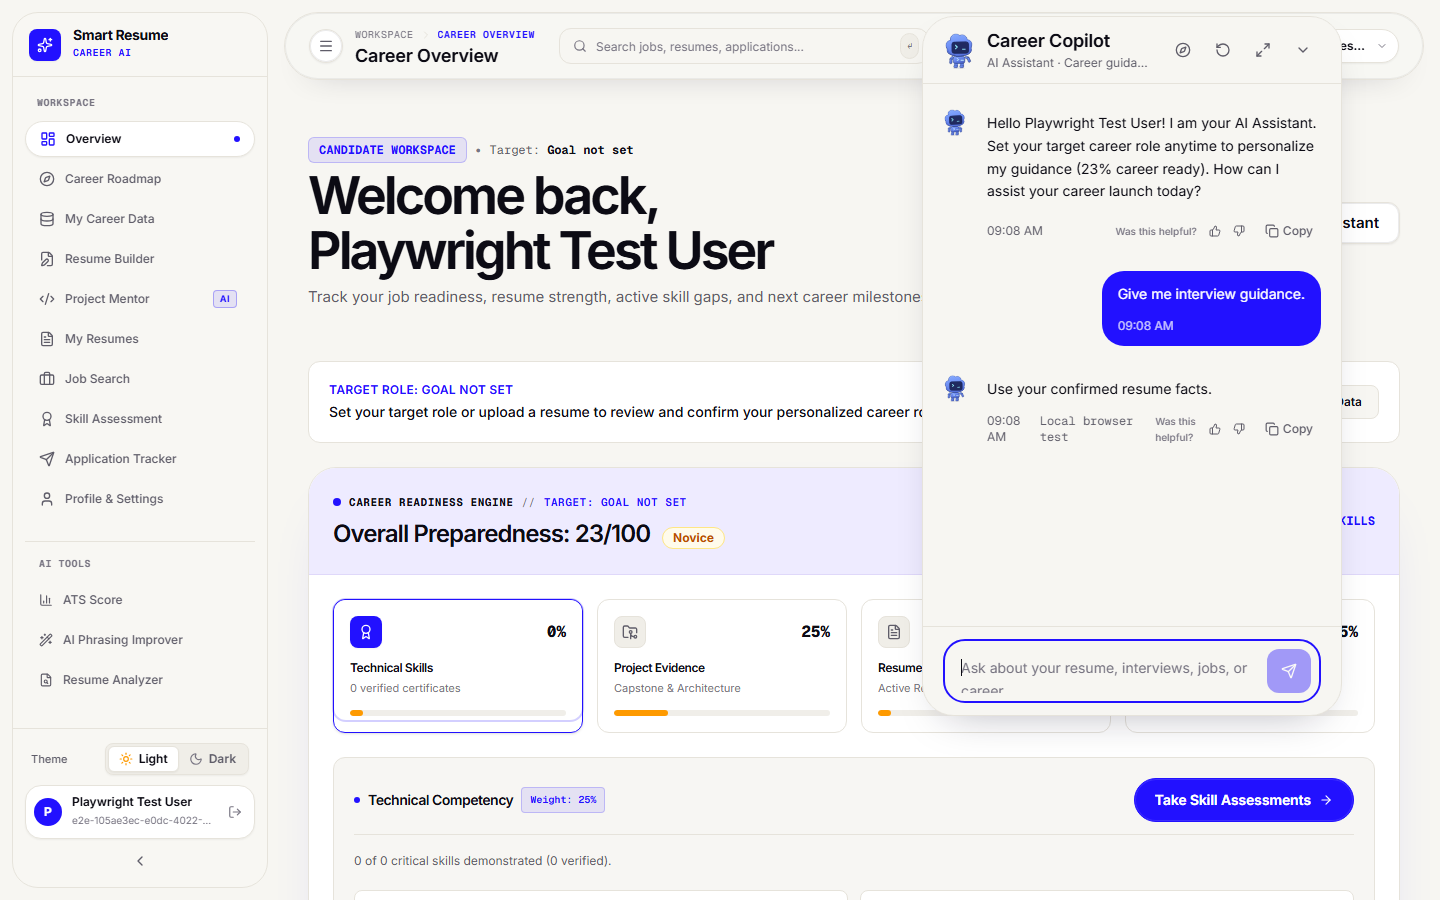 Smart Resume
CAREER AI
WORKSPACE
Overview
Career Roadmap
My Career Data
Resume Builder
Project Mentor
AI
My Resumes
Job Search
Skill Assessment
Application Tracker
Profile & Settings
AI TOOLS
ATS Score
AI Phrasing Improver
Resume Analyzer
Theme
Light
Dark
P
Playwright Test User
e2e-105ae3ec-e0dc-4022-...
WORKSPACE
CAREER OVERVIEW
Career Overview
Search jobs, resumes, applications...
es...
CANDIDATE WORKSPACE
• Target: Goal not set
Welcome back,
Playwright Test User
Track your job readiness, resume strength, active skill gaps, and next career milestone
stant
TARGET ROLE: GOAL NOT SET
Set your target role or upload a resume to review and confirm your personalized career ro
Data
CAREER READINESS ENGINE // TARGET: GOAL NOT SET
Overall Preparedness: 23/100
Novice
KILLS
0%
Technical Skills
0 verified certificates
25%
Project Evidence
Capstone & Architecture
Resume
Active Re
5%
Technical Competency
Weight: 25%
Take Skill Assessments
0 of 0 critical skills demonstrated (0 verified).
Career Copilot
AI Assistant · Career guida...
Hello Playwright Test User! I am your AI Assistant.
Set your target career role anytime to personalize
my guidance (23% career ready). How can I
assist your career launch today?
09:08 AM
Was this helpful?
Copy
Give me interview guidance.
09:08 AM
Use your confirmed resume facts.
09:08
AM
Local browser
test
Was this
helpful?
Copy
Ask about your resume, interviews, jobs, or
career